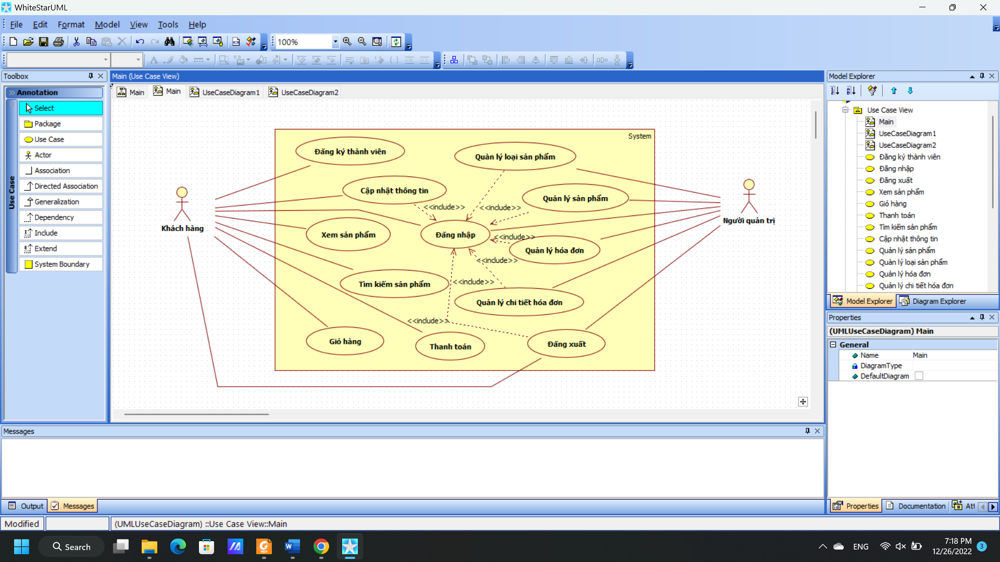 WhiteStarUML
File Edit Format Model View Tools Help
100%
Toolbox
Annotation
Use Case
Select
Package
Use Case
Actor
Association
Directed Association
Generalization
Dependency
Include
Extend
System Boundary
Main (Use Case View)
Main Main UseCaseDiagram1 UseCaseDiagram2
System
Đăng ký thành viên
Quản lý loại sản phẩm
Cập nhật thông tin
Quản lý sản phẩm
<<include>> <<include>>
Khách hàng
Người quản trị
Xem sản phẩm
Đăng nhập
<<include>>
Quản lý hóa đơn
<<include>>
<<include>>
Tìm kiếm sản phẩm
Quản lý chi tiết hóa đơn
<<include>>
Giỏ hàng
Thanh toán
Đăng xuất
Model Explorer
Use Case View
Main
UseCaseDiagram1
UseCaseDiagram2
Đăng ký thành viên
Đăng nhập
Đăng xuất
Xem sản phẩm
Giỏ hàng
Thanh toán
Tìm kiếm sản phẩm
Cập nhật thông tin
Quản lý sản phẩm
Quản lý loại sản phẩm
Quản lý hóa đơn
Quản lý chi tiết hóa đơn
Model Explorer Diagram Explorer
Properties
(UMLUseCaseDiagram) Main
General
Name Main
DiagramType
DefaultDiagram
Properties Documentation Att
Messages
Output Messages
Modified
(UMLUseCaseDiagram) ::Use Case View::Main
Search
ENG
7:18 PM
12/26/2022
3